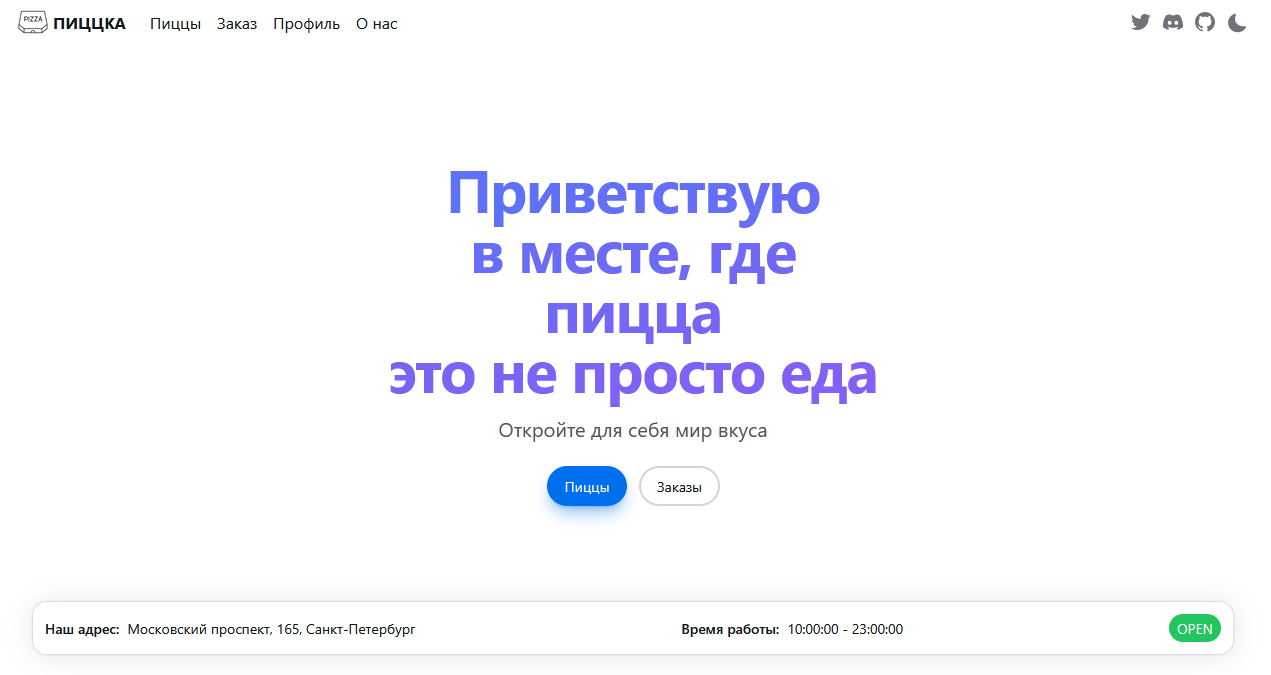 PIZZA ПИЦЦКА Пиццы Заказ Профиль О нас
Приветствую
в месте, где
пицца
это не просто еда
Откройте для себя мир вкуса
Пиццы Заказы
Наш адрес: Московский проспект, 165, Санкт-Петербург Время работы: 10:00:00 - 23:00:00 OPEN